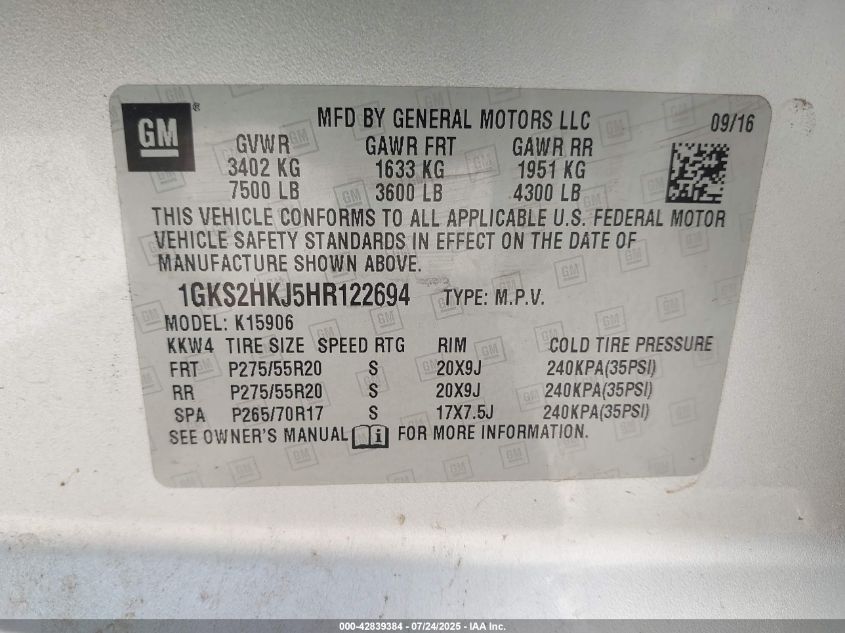 GM ® MFD BY GENERAL MOTORS LLC 09/16
GVWR GAWR FRT GAWR RR
3402 KG 1633 KG 1951 KG
7500 LB 3600 LB 4300 LB
THIS VEHICLE CONFORMS TO ALL APPLICABLE U.S. FEDERAL MOTOR
VEHICLE SAFETY STANDARDS IN EFFECT ON THE DATE OF
MANUFACTURE SHOWN ABOVE.
1GKS2HKJ5HR122694 TYPE: M.P.V.
MODEL: K15906
KKW4 TIRE SIZE SPEED RTG RIM COLD TIRE PRESSURE
FRT P275/55R20 S 20X9J 240KPA(35PSI)
RR P275/55R20 S 20X9J 240KPA(35PSI)
SPA P265/70R17 S 17X7.5J 240KPA(35PSI)
SEE OWNER'S MANUAL i FOR MORE INFORMATION.
000-42839384 - 07/24/2025 - IAA Inc.